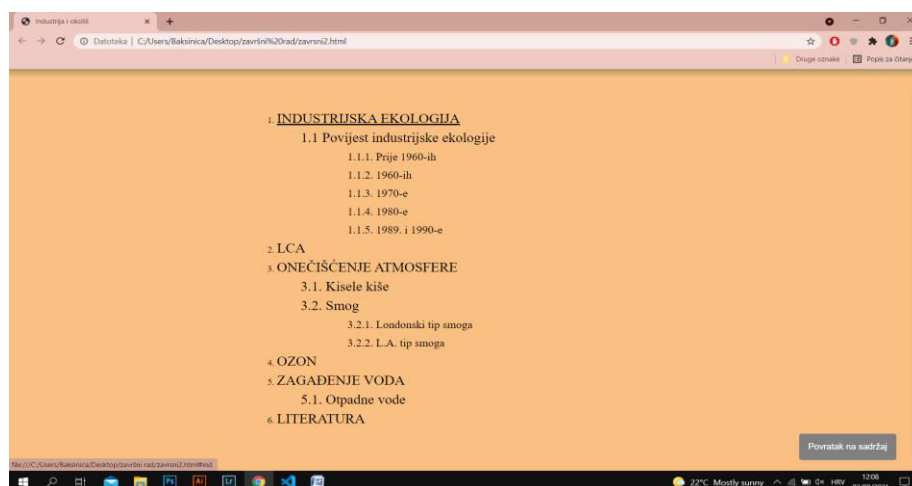 Industrija i okoliš
Datoteka | C:/Users/Baksinica/Desktop/završni%20rad/zavrsni2.html
Druge oznake
Popis za čitanje
1. INDUSTRIJSKA EKOLOGIJA
1.1 Povijest industrijske ekologije
1.1.1. Prije 1960-ih
1.1.2. 1960-ih
1.1.3. 1970-e
1.1.4. 1980-e
1.1.5. 1989. i 1990-e
2. LCA
3. ONEČIŠĆENJE ATMOSFERE
3.1. Kisele kiše
3.2. Smog
3.2.1. Londonski tip smoga
3.2.2. L.A. tip smoga
4. OZON
5. ZAGAĐENJE VODA
5.1. Otpadne vode
6. LITERATURA
Povratak na sadržaj
file:///C:/Users/Baksinica/Desktop/završni rad/zavrsni2.html#ind
Ps
Ai
Lr
22°C Mostly sunny
HRV
12:08